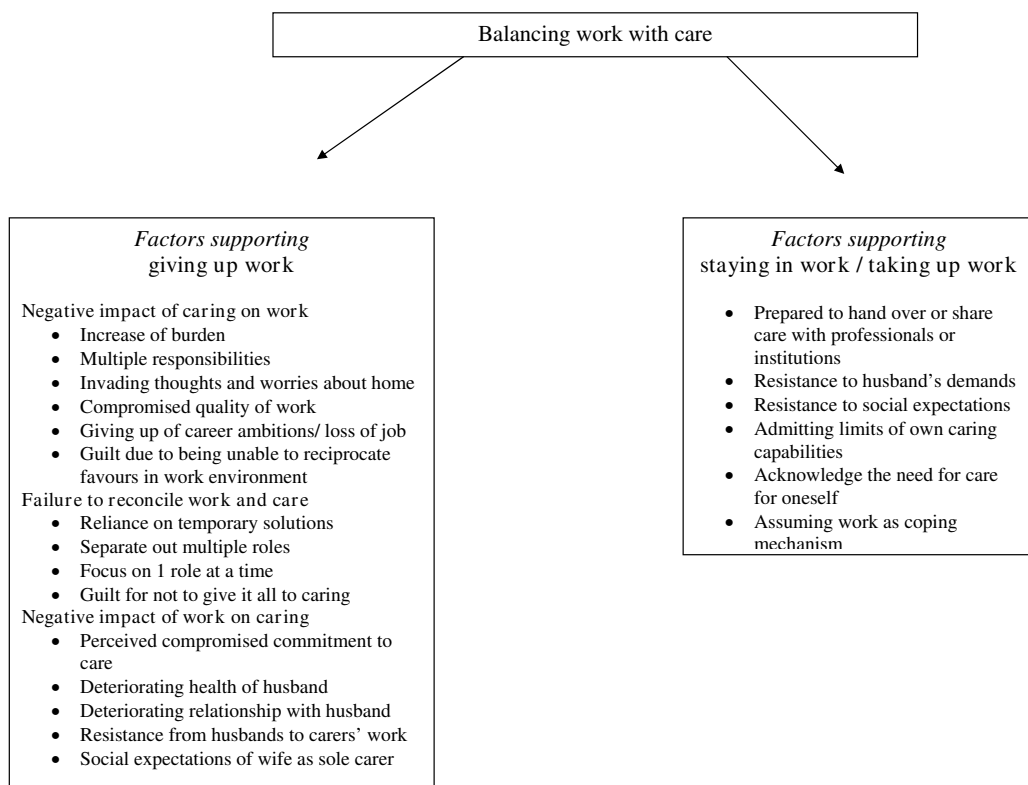 Balancing work with care
Factors supporting
giving up work
Negative impact of caring on work
• Increase of burden
• Multiple responsibilities
• Invading thoughts and worries about home
• Compromised quality of work
• Giving up of career ambitions/ loss of job
• Guilt due to being unable to reciprocate
favours in work environment
Failure to reconcile work and care
• Reliance on temporary solutions
• Separate out multiple roles
• Focus on 1 role at a time
• Guilt for not to give it all to caring
Negative impact of work on caring
• Perceived compromised commitment to
care
• Deteriorating health of husband
• Deteriorating relationship with husband
• Resistance from husbands to carers' work
• Social expectations of wife as sole carer
Factors supporting
staying in work / taking up work
• Prepared to hand over or share
care with professionals or
institutions
• Resistance to husband's demands
• Resistance to social expectations
• Admitting limits of own caring
capabilities
• Acknowledge the need for care
for oneself
• Assuming work as coping
mechanism